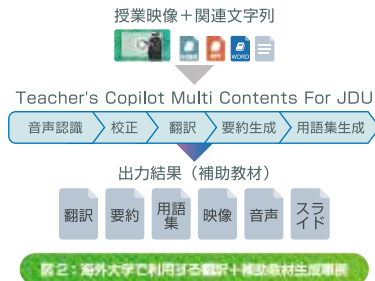 授業映像＋関連文字列
WORD
Teacher's Copilot Multi Contents For JDU
音声認識 校正 翻訳 要約生成 用語集生成
出力結果（補助教材）
翻訳 要約 用語集 映像 音声 スライド
図2：海外大学で利用する翻訳＋補助教材生成事例